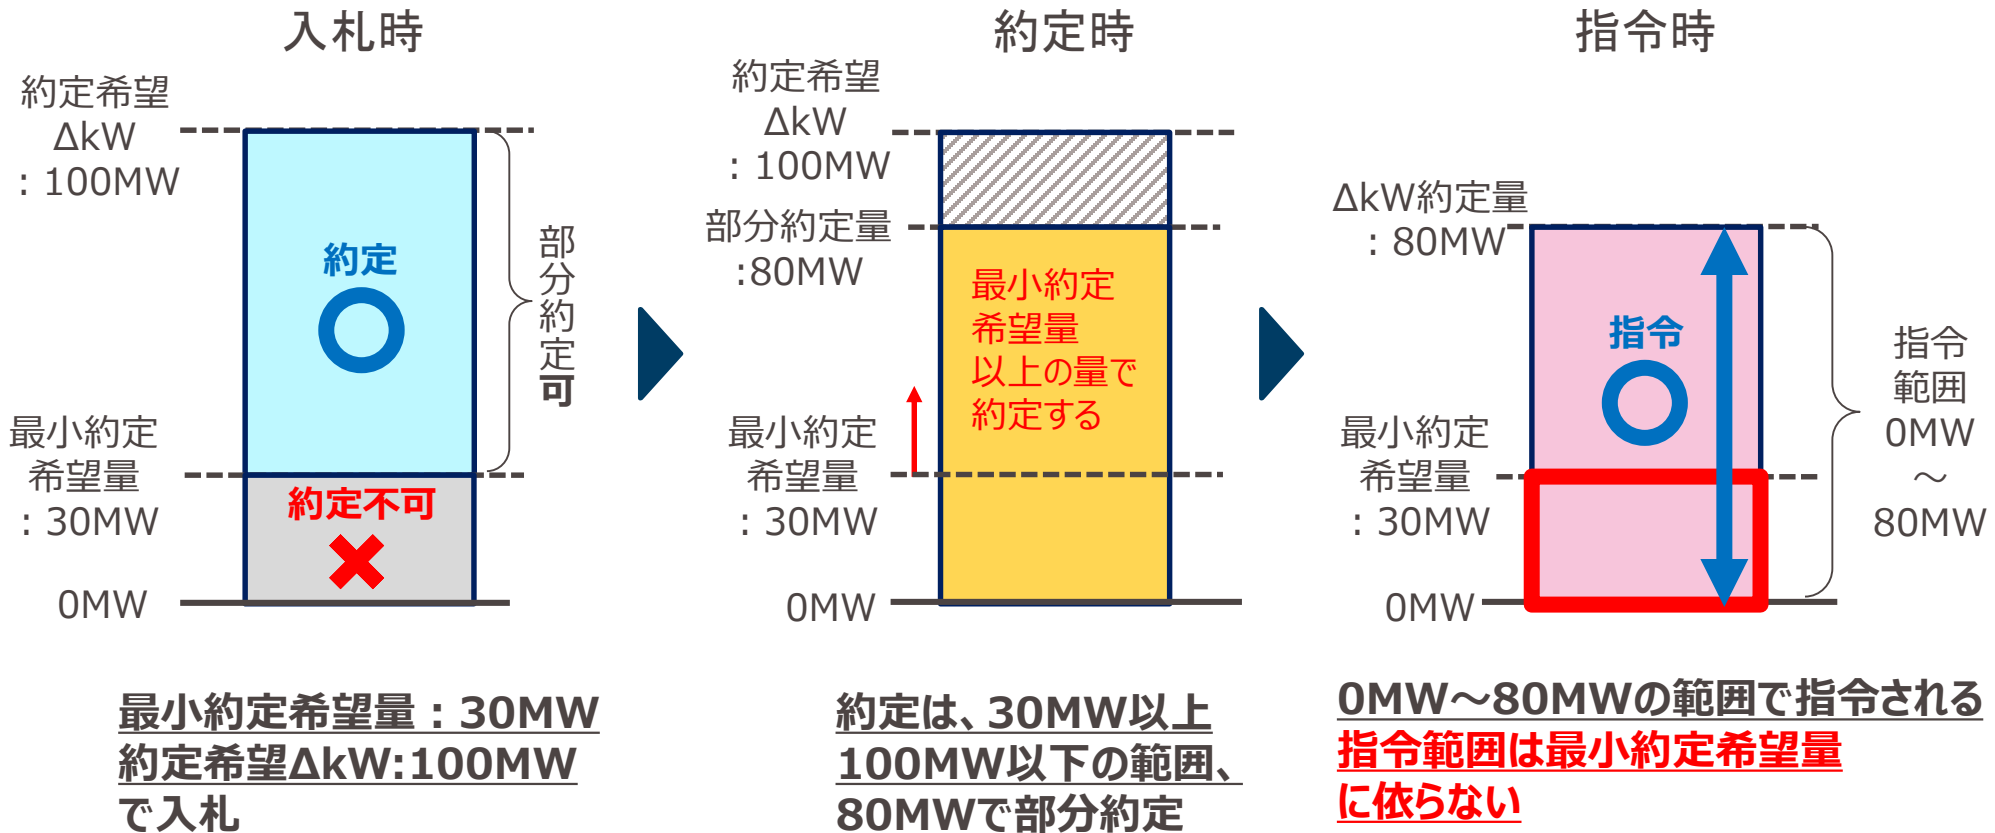 入札時
約定希望
ΔkW
：100MW
約定
部分約定可
最小約定
希望量
：30MW
約定不可
0MW
最小約定希望量：30MW
約定希望ΔkW:100MW
で入札
約定時
約定希望
ΔkW
：100MW
部分約定量
:80MW
最小約定
希望量
以上の量で
約定する
最小約定
希望量
：30MW
0MW
約定は、30MW以上
100MW以下の範囲、
80MWで部分約定
指令時
ΔkW約定量
：80MW
指令
最小約定
希望量
：30MW
0MW
指令
範囲
0MW
～
80MW
0MW～80MWの範囲で指令される
指令範囲は最小約定希望量
に依らない